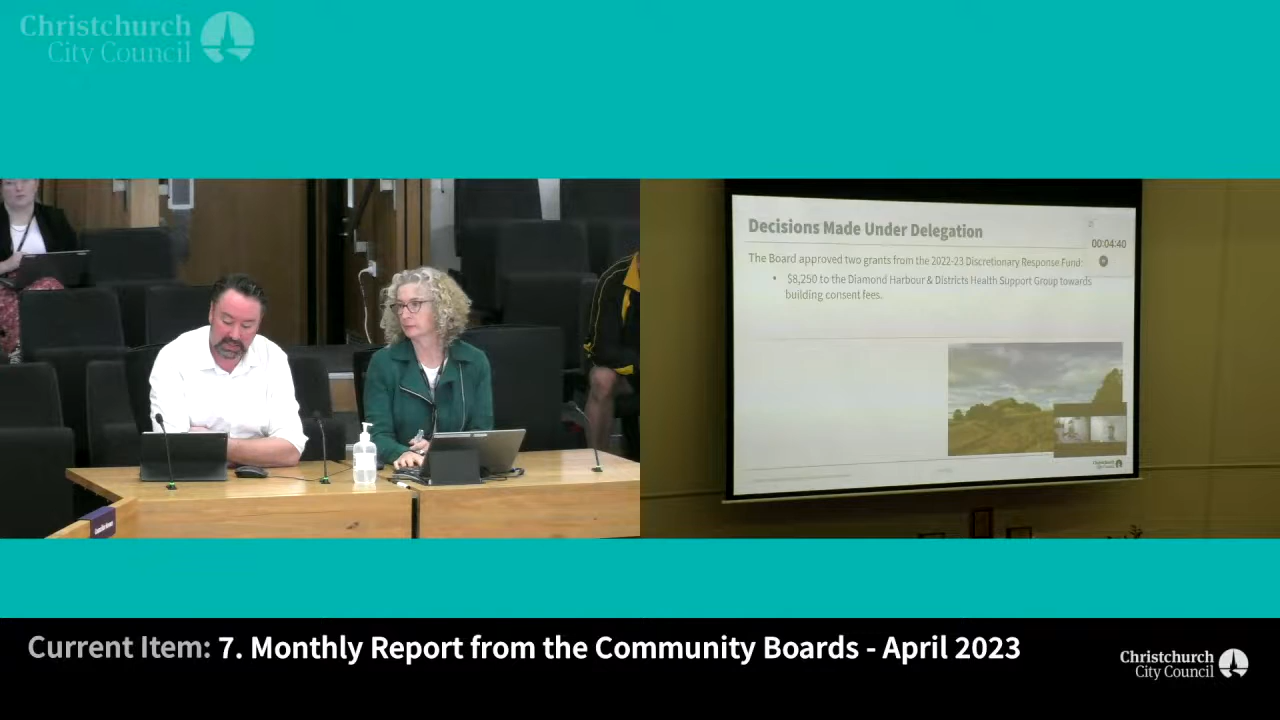 Christchurch
City Council
Decisions Made Under Delegation
00:04:40
The Board approved two grants from the 2022-23 Discretionary Response Fund:
• $8,250 to the Diamond Harbour & Districts Health Support Group towards
building consent fees.
Current Item: 7. Monthly Report from the Community Boards - April 2023
Christchurch
City Council